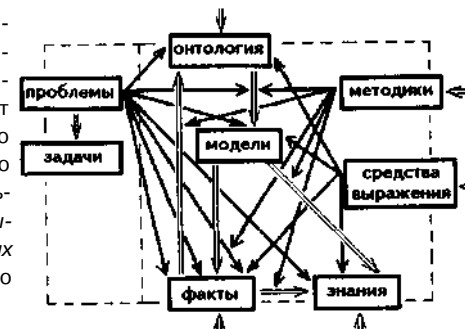 онтология
проблемы
методики
модели
задачи
средства
выражения
факты
знания